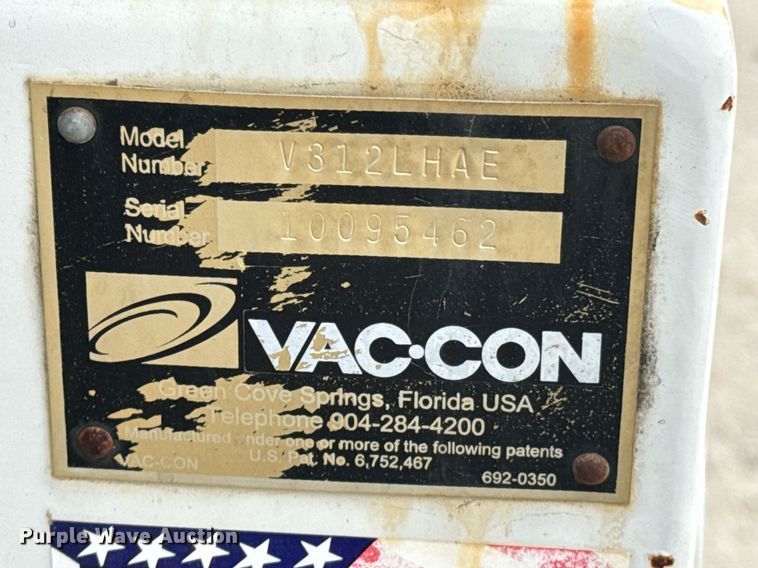 Model
Number
V312LHAE
Serial
Number
10095462
VAC•CON
Green Cove Springs, Florida USA
Telephone 904-284-4200
Manufactured nder one or more of the following patents
VAC-CON
U.S. Pat. No. 6,752,467
692-0350
Purple Wave Auction